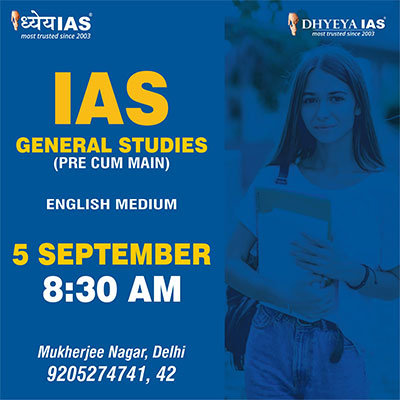 ध्येय IAS®
most trusted since 2003
DHYEYA IAS®
most trusted since 2003
IAS
GENERAL STUDIES
(PRE CUM MAIN)
ENGLISH MEDIUM
5 SEPTEMBER
8:30 AM
Mukherjee Nagar, Delhi
9205274741, 42